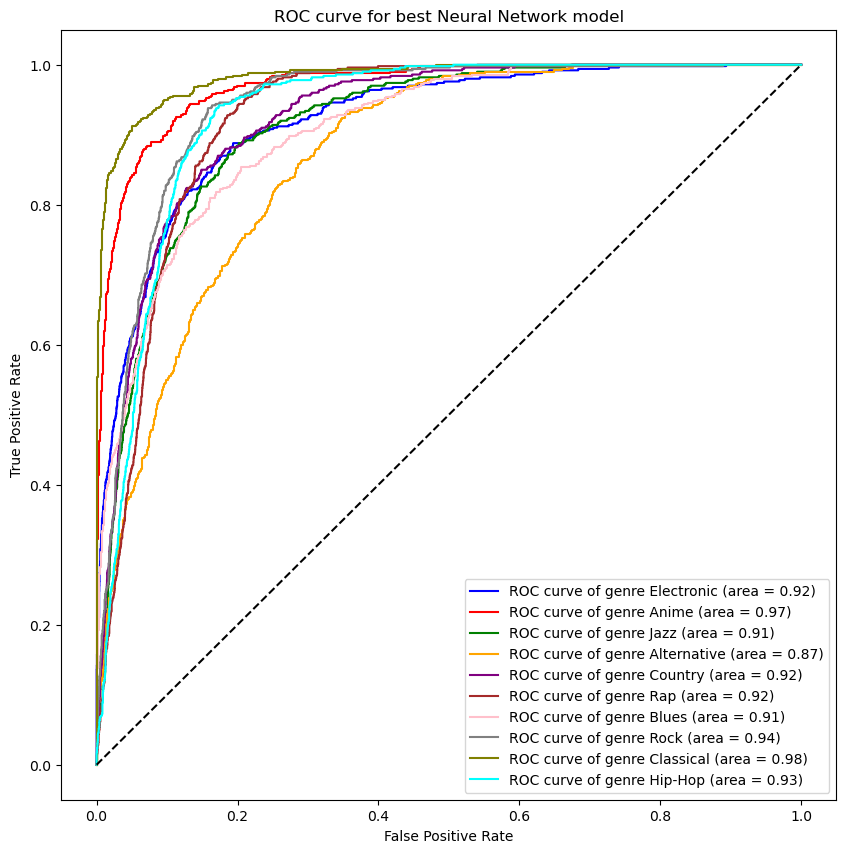 ROC curve for best Neural Network model
1.0
0.8
0.6
0.4
0.2
0.0
True Positive Rate
ROC curve of genre Electronic (area = 0.92)
ROC curve of genre Anime (area = 0.97)
ROC curve of genre Jazz (area = 0.91)
ROC curve of genre Alternative (area = 0.87)
ROC curve of genre Country (area = 0.92)
ROC curve of genre Rap (area = 0.92)
ROC curve of genre Blues (area = 0.91)
ROC curve of genre Rock (area = 0.94)
ROC curve of genre Classical (area = 0.98)
ROC curve of genre Hip-Hop (area = 0.93)
0.0 0.2 0.4 0.6 0.8 1.0
False Positive Rate